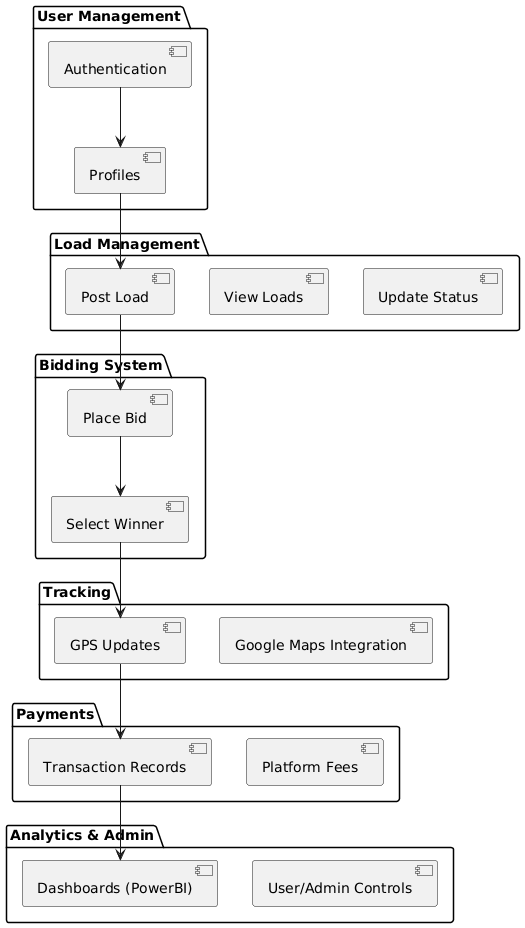 User Management
Authentication
Profiles
Load Management
Post Load
View Loads
Update Status
Bidding System
Place Bid
Select Winner
Tracking
GPS Updates
Google Maps Integration
Payments
Transaction Records
Platform Fees
Analytics & Admin
Dashboards (PowerBI)
User/Admin Controls